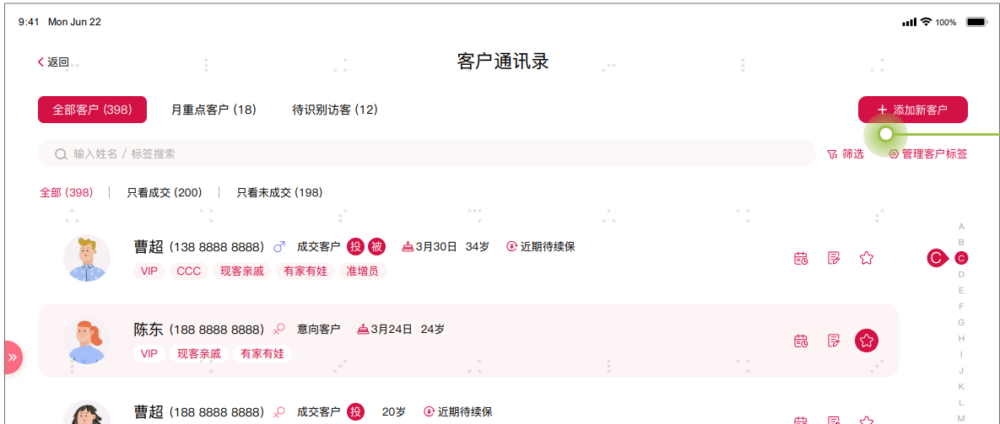 9:41 Mon Jun 22 100%
返回 客户通讯录
全部客户 (398) 月重点客户 (18) 待识别访客 (12) 添加新客户
输入姓名 / 标签搜索 筛选 管理客户标签
全部 (398) 只看成交 (200) 只看未成交 (198)
曹超 (138 8888 8888) 成交客户 投 被 3月30日 34岁 近期待续保
VIP CCC 现客亲戚 有家有娃 准增员
陈东 (188 8888 8888) 意向客户 3月24日 24岁
VIP 现客亲戚 有家有娃
曹超 (188 8888 8888) 成交客户 投 20岁 近期待续保
A
B
C C
D
E
F
G
H
I
J
K
L
M